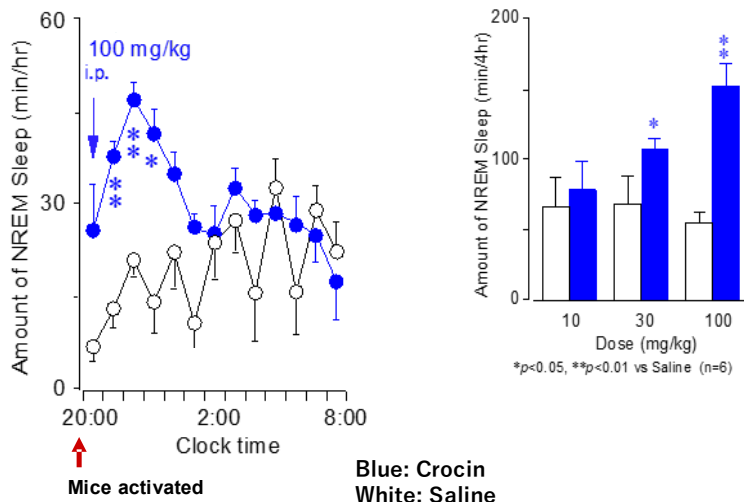 60
100 mg/kg
i.p.
**
**
*
30
0
Amount of NREM Sleep (min/hr)
20:00 2:00 8:00
Clock time
Mice activated
200
**
*
100
0
Amount of NREM Sleep (min/4hr)
10 30 100
Dose (mg/kg)
*p<0.05, **p<0.01 vs Saline (n=6)
Blue: Crocin
White: Saline